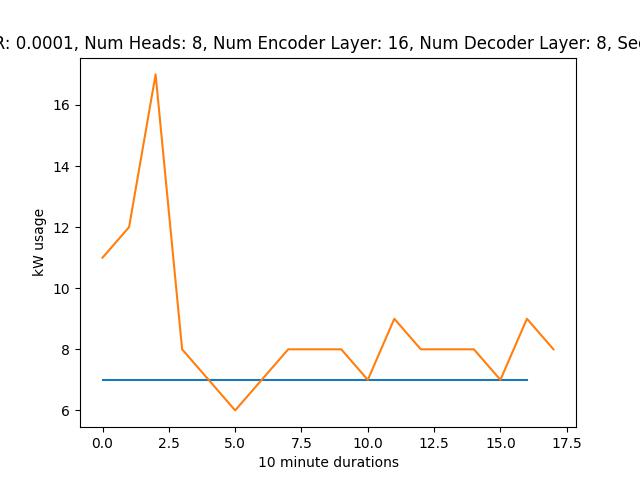 : 0.0001, Num Heads: 8, Num Encoder Layer: 16, Num Decoder Layer: 8,
16
14
12
10
8
6
kW usage
0.0 2.5 5.0 7.5 10.0 12.5 15.0 17.5
10 minute durations